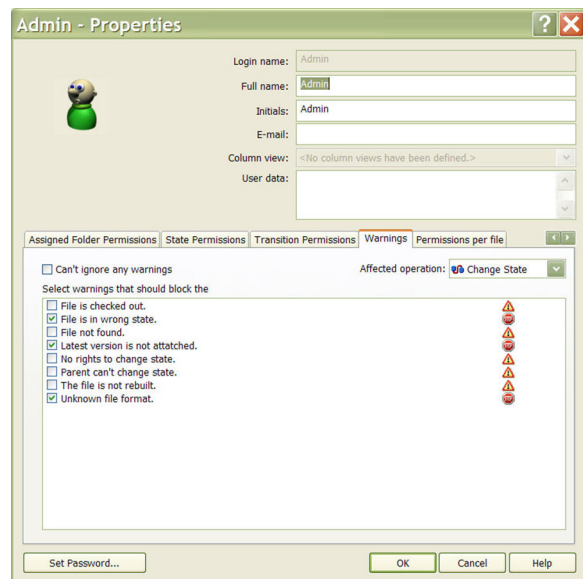 Admin - Properties
Login name: Admin
Full name: Admin
Initials: Admin
E-mail:
Column view: <No column views have been defined.>
User data:
Assigned Folder Permissions State Permissions Transition Permissions Warnings Permissions per file
Can't ignore any warnings Affected operation: Change State
Select warnings that should block the
File is checked out.
File is in wrong state.
File not found.
Latest version is not attatched.
No rights to change state.
Parent can't change state.
The file is not rebuilt.
Unknown file format.
Set Password... OK Cancel Help